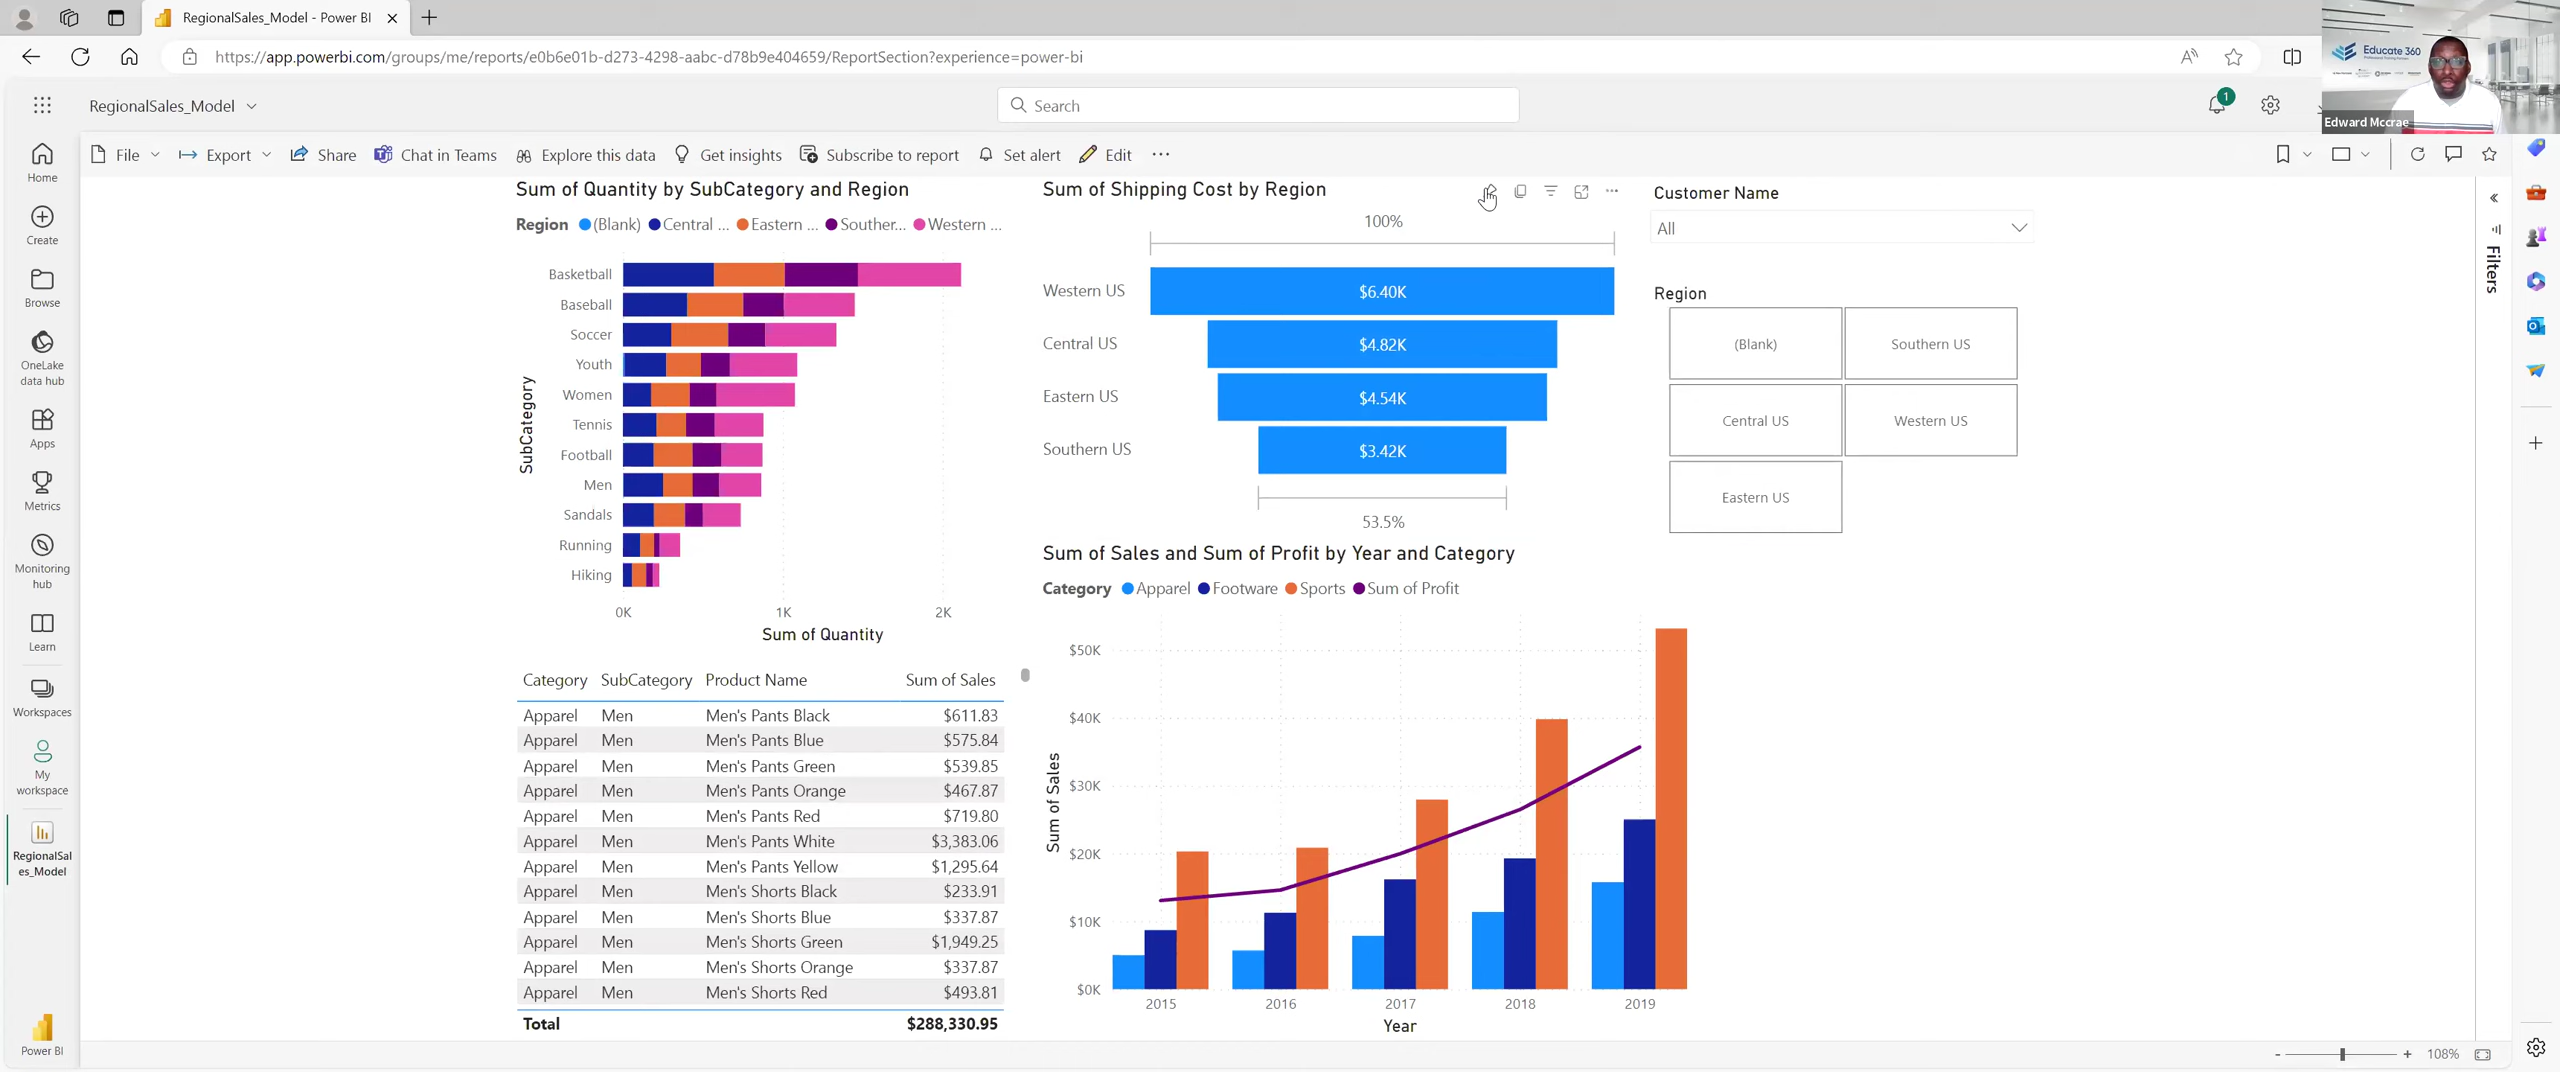 RegionalSales_Model - Power BI
https://app.powerbi.com/groups/me/reports/e0b6e01b-d273-4298-aabc-d78b9e404659/ReportSection?experience=power-bi
Educate 360
Edward Mccrae
RegionalSales_Model
Search
1
File
Export
Share
Chat in Teams
Explore this data
Get insights
Subscribe to report
Set alert
Edit
Home
Create
Browse
OneLake
data hub
Apps
Metrics
Monitoring
hub
Learn
Workspaces
My
workspace
RegionalSal
es_Model
Power BI
Sum of Quantity by SubCategory and Region
Region (Blank) Central ... Eastern ... Souther... Western ...
SubCategory
Basketball
Baseball
Soccer
Youth
Women
Tennis
Football
Men
Sandals
Running
Hiking
0K 1K 2K
Sum of Quantity
Category SubCategory Product Name Sum of Sales
Apparel Men Men's Pants Black $611.83
Apparel Men Men's Pants Blue $575.84
Apparel Men Men's Pants Green $539.85
Apparel Men Men's Pants Orange $467.87
Apparel Men Men's Pants Red $719.80
Apparel Men Men's Pants White $3,383.06
Apparel Men Men's Pants Yellow $1,295.64
Apparel Men Men's Shorts Black $233.91
Apparel Men Men's Shorts Blue $337.87
Apparel Men Men's Shorts Green $1,949.25
Apparel Men Men's Shorts Orange $337.87
Apparel Men Men's Shorts Red $493.81
Total $288,330.95
Sum of Shipping Cost by Region
100%
Western US $6.40K
Central US $4.82K
Eastern US $4.54K
Southern US $3.42K
53.5%
Sum of Sales and Sum of Profit by Year and Category
Category Apparel Footware Sports Sum of Profit
Sum of Sales
$50K
$40K
$30K
$20K
$10K
$0K
2015 2016 2017 2018 2019
Year
Customer Name
All
Region
(Blank) Southern US
Central US Western US
Eastern US
Filters
108%